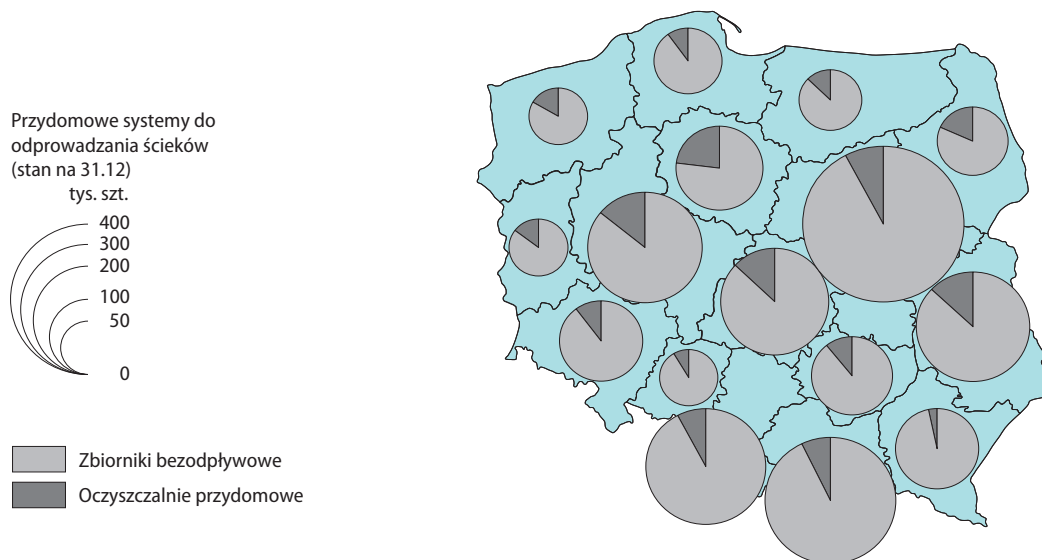 Przydomowe systemy do
odprowadzania ścieków
(stan na 31.12)
tys. szt.
400
300
200
100
50
0
Zbiorniki bezodpływowe
Oczyszczalnie przydomowe